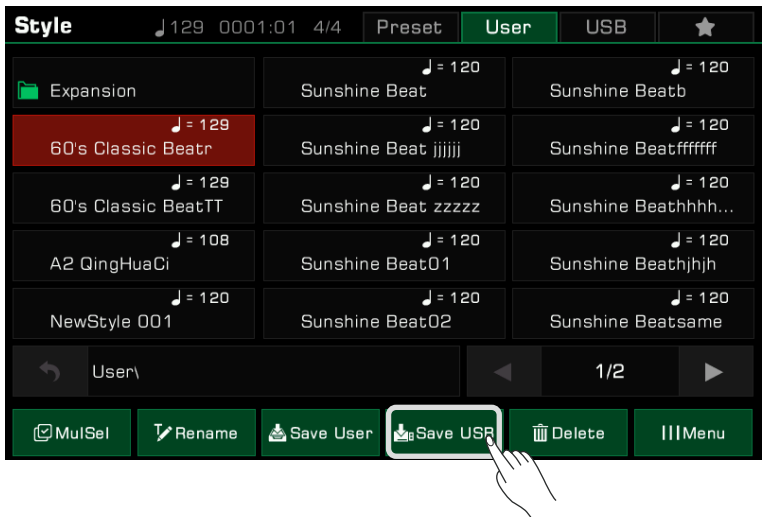 Style ♩129 0001:01 4/4 Preset User USB
♩= 120 ♩= 120
Expansion Sunshine Beat Sunshine Beatb
♩= 129 ♩= 120 ♩= 120
60's Classic Beatr Sunshine Beat jjjjjj Sunshine Beatfffffff
♩= 129 ♩= 120 ♩= 120
60's Classic BeatTT Sunshine Beat zzzzz Sunshine Beathhhh...
♩= 108 ♩= 120 ♩= 120
A2 QingHuaCi Sunshine Beat01 Sunshine Beathjhjh
♩= 120 ♩= 120 ♩= 120
NewStyle 001 Sunshine Beat02 Sunshine Beatsame
User\ 1/2
MulSel Rename Save User Save USB Delete Menu